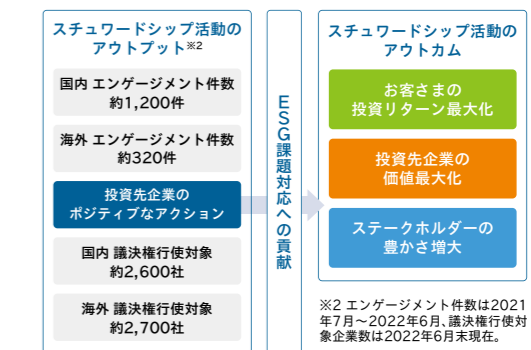 スチュワードシップ活動の
アウトプット※2
国内 エンゲージメント件数
約1,200件
海外 エンゲージメント件数
約320件
投資先企業の
ポジティブなアクション
国内 議決権行使対象
約2,600社
海外 議決権行使対象
約2,700社
ESG課題対応への貢献
スチュワードシップ活動の
アウトカム
お客さまの
投資リターン最大化
投資先企業の
価値最大化
ステークホルダーの
豊かさ増大
※2 エンゲージメント件数は2021
年7月～2022年6月、議決権行使対
象企業数は2022年6月末現在。